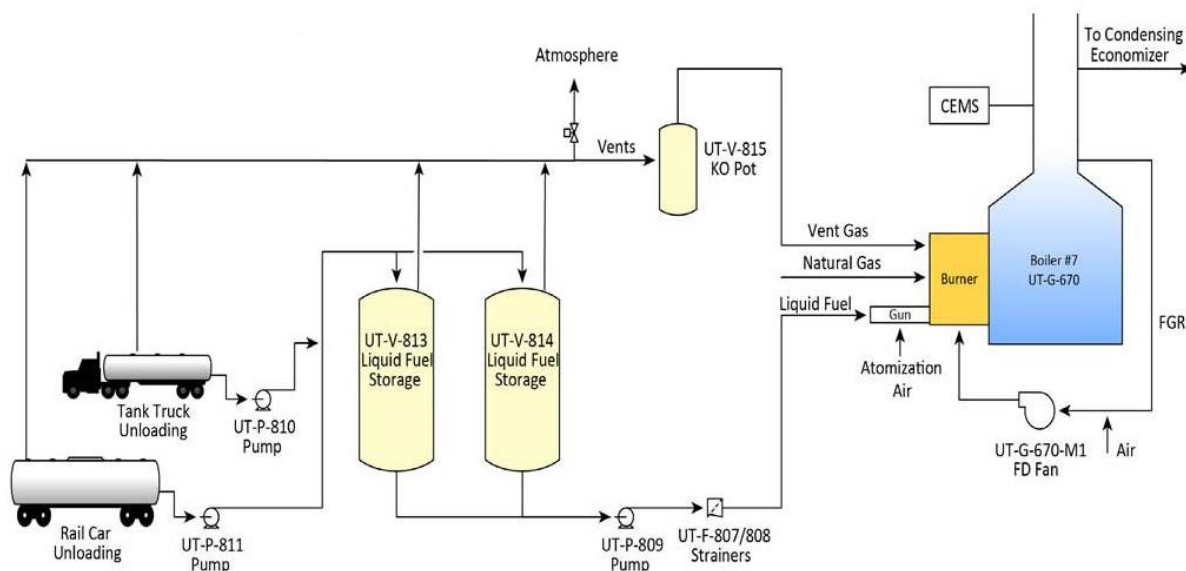 To Condensing
Economizer
Atmosphere
CEMS
Vents
UT-V-815
KO Pot
Vent Gas
Natural Gas
Burner
Boiler #7
UT-G-670
Liquid Fuel
Gun
FGR
UT-V-813
Liquid Fuel
Storage
UT-V-814
Liquid Fuel
Storage
Atomization
Air
Tank Truck
Unloading
UT-P-810
Pump
UT-G-670-M1
FD Fan
Air
Rail Car
Unloading
UT-P-811
Pump
UT-P-809
Pump
UT-F-807/808
Strainers